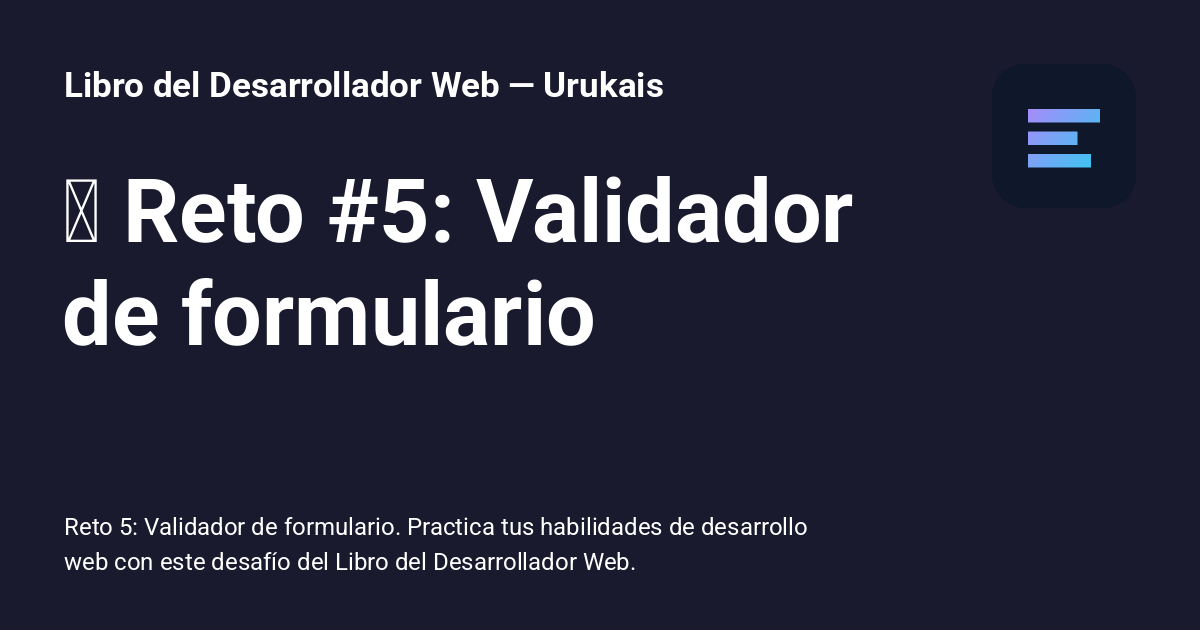 Libro del Desarrollador Web — Urukais
Reto #5: Validador
de formulario
Reto 5: Validador de formulario. Practica tus habilidades de desarrollo
web con este desafío del Libro del Desarrollador Web.